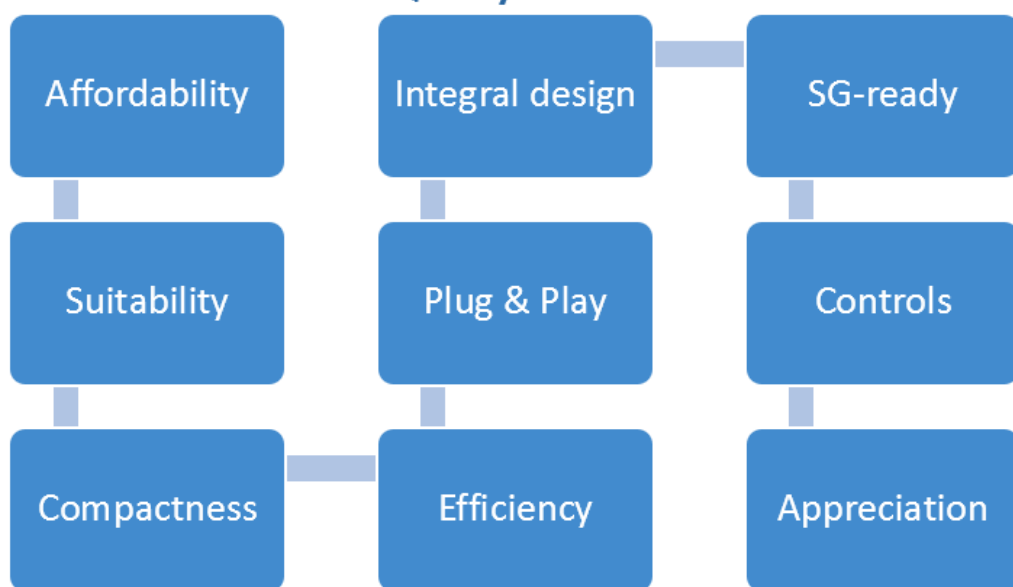 Affordability
Suitability
Compactness
Efficiency
Plug & Play
Integral design
SG-ready
Controls
Appreciation